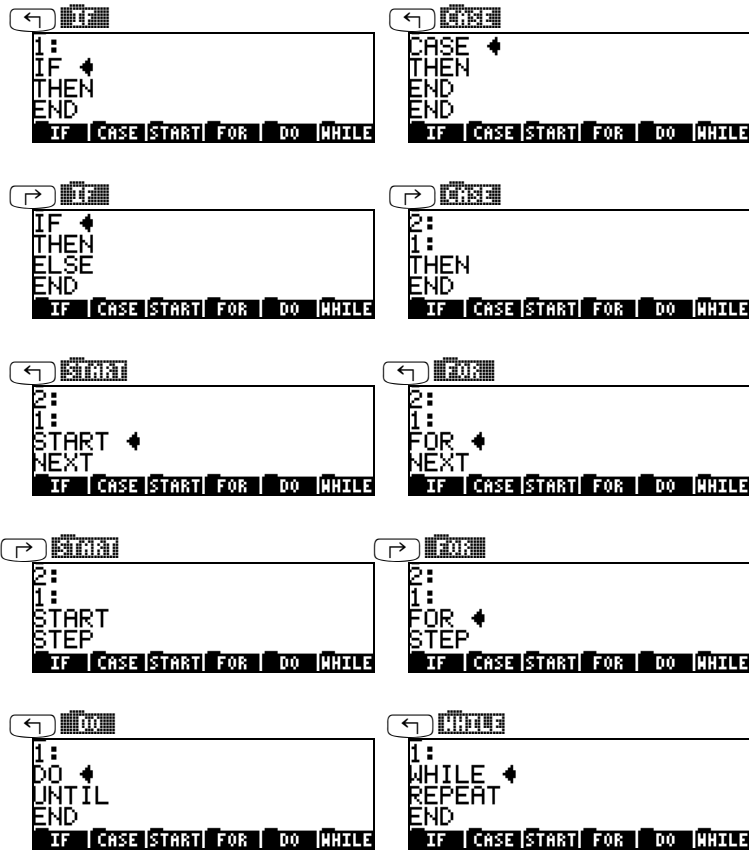 IF
1:
IF
THEN
END
IF CASE START FOR DO WHILE
CASE
CASE
THEN
END
END
IF CASE START FOR DO WHILE
IF
IF
THEN
ELSE
END
IF CASE START FOR DO WHILE
CASE
2:
1:
THEN
END
IF CASE START FOR DO WHILE
START
2:
1:
START
NEXT
IF CASE START FOR DO WHILE
FOR
2:
1:
FOR
NEXT
IF CASE START FOR DO WHILE
START
2:
1:
START
STEP
IF CASE START FOR DO WHILE
FOR
2:
1:
FOR
STEP
IF CASE START FOR DO WHILE
DO
1:
DO
UNTIL
END
IF CASE START FOR DO WHILE
WHILE
1:
WHILE
REPEAT
END
IF CASE START FOR DO WHILE